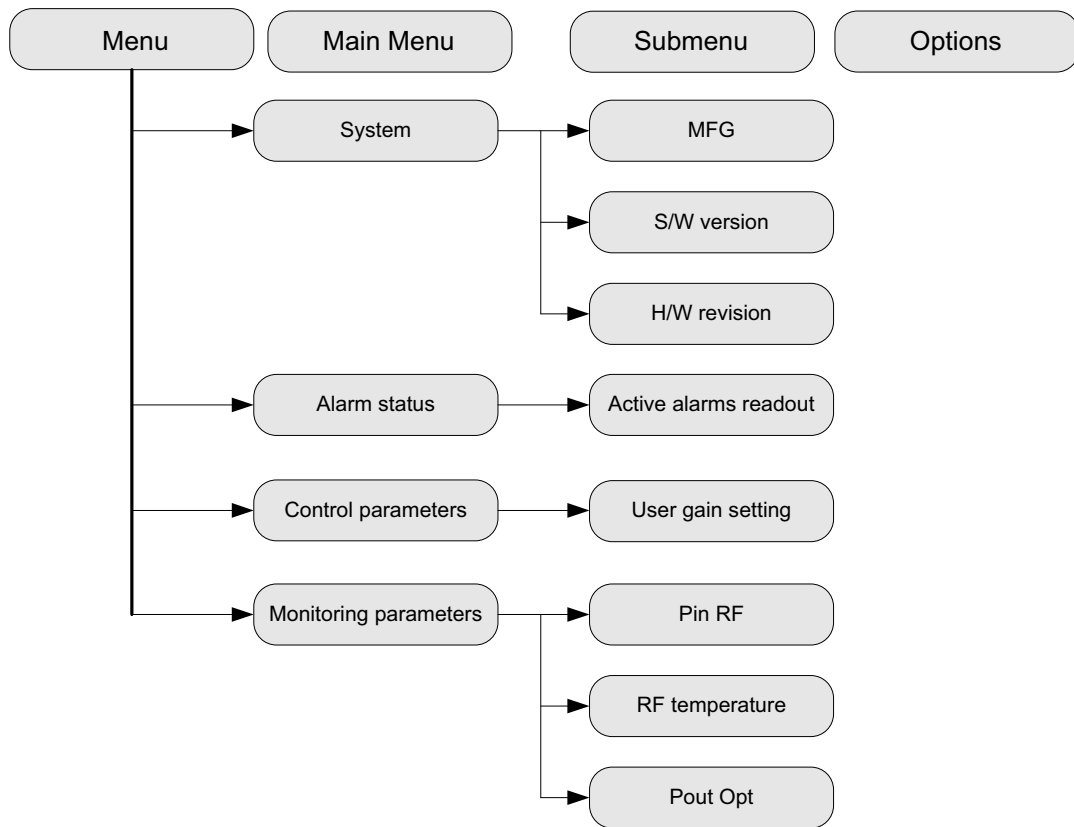 Menu
Main Menu
Submenu
Options
System
MFG
S/W version
H/W revision
Alarm status
Active alarms readout
Control parameters
User gain setting
Monitoring parameters
Pin RF
RF temperature
Pout Opt